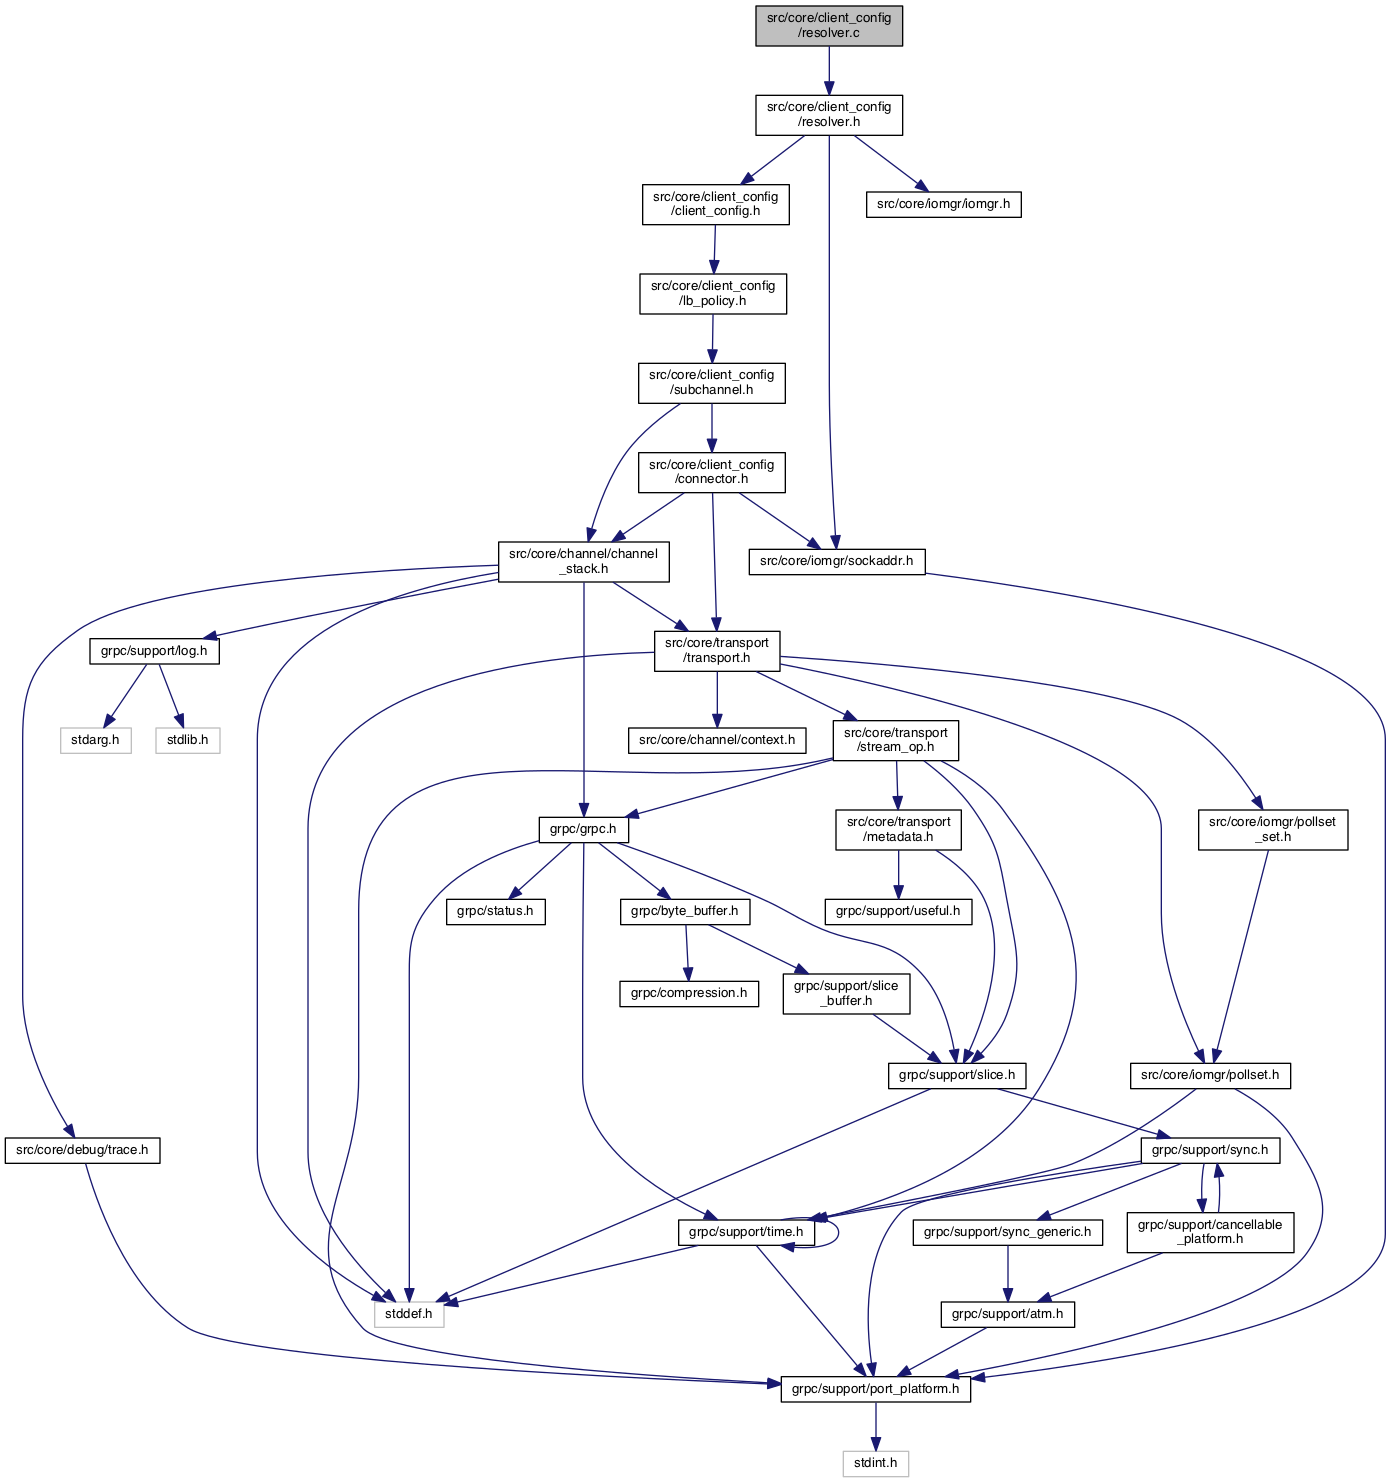 src/core/client_config
/resolver.c
src/core/client_config
/resolver.h
src/core/client_config
/client_config.h
src/core/iomgr/iomgr.h
src/core/client_config
/lb_policy.h
src/core/client_config
/subchannel.h
src/core/client_config
/connector.h
src/core/channel/channel
_stack.h
src/core/iomgr/sockaddr.h
grpc/support/log.h
src/core/transport
/transport.h
stdarg.h
stdlib.h
src/core/channel/context.h
src/core/transport
/stream_op.h
grpc/grpc.h
src/core/transport
/metadata.h
src/core/iomgr/pollset
_set.h
grpc/status.h
grpc/byte_buffer.h
grpc/support/useful.h
grpc/compression.h
grpc/support/slice
_buffer.h
grpc/support/slice.h
src/core/iomgr/pollset.h
src/core/debug/trace.h
grpc/support/sync.h
grpc/support/time.h
grpc/support/sync_generic.h
grpc/support/cancellable
_platform.h
stddef.h
grpc/support/atm.h
grpc/support/port_platform.h
stdint.h